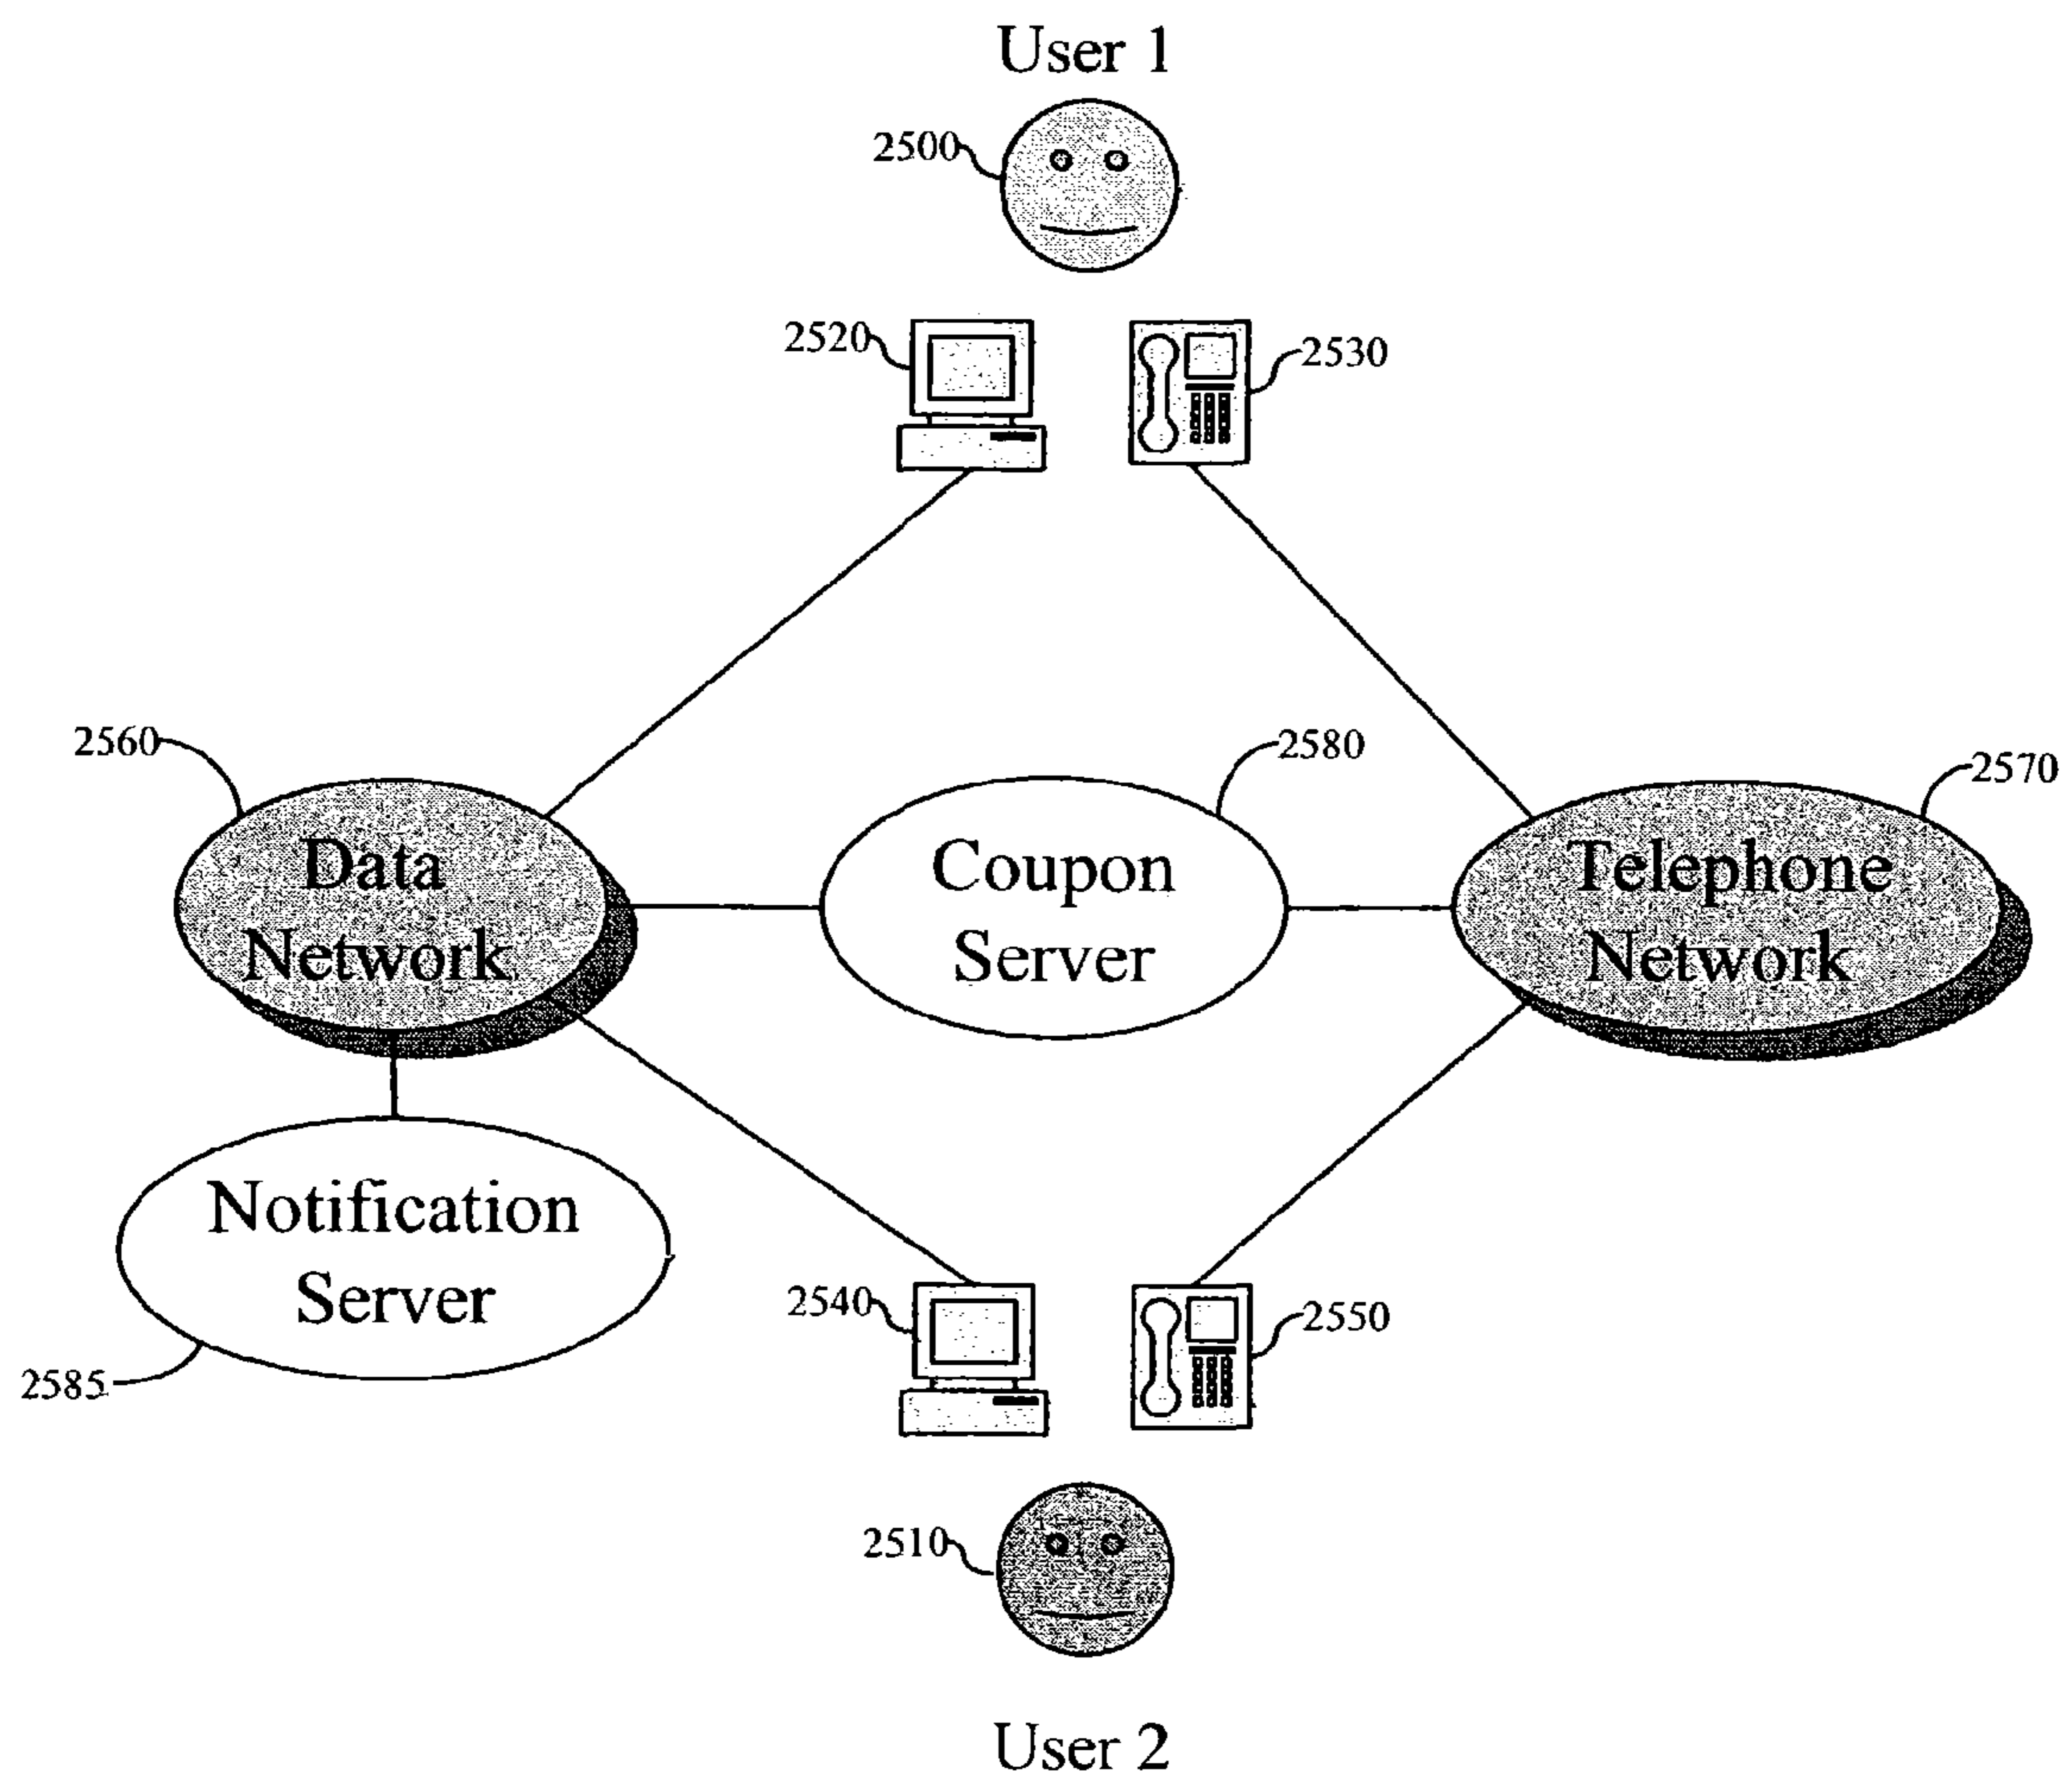 User 1
2500
2520
2530
2560
2580
2570
Data
Network
Coupon
Server
Telephone
Network
Notification
Server
2585
2540
2550
2510
User 2